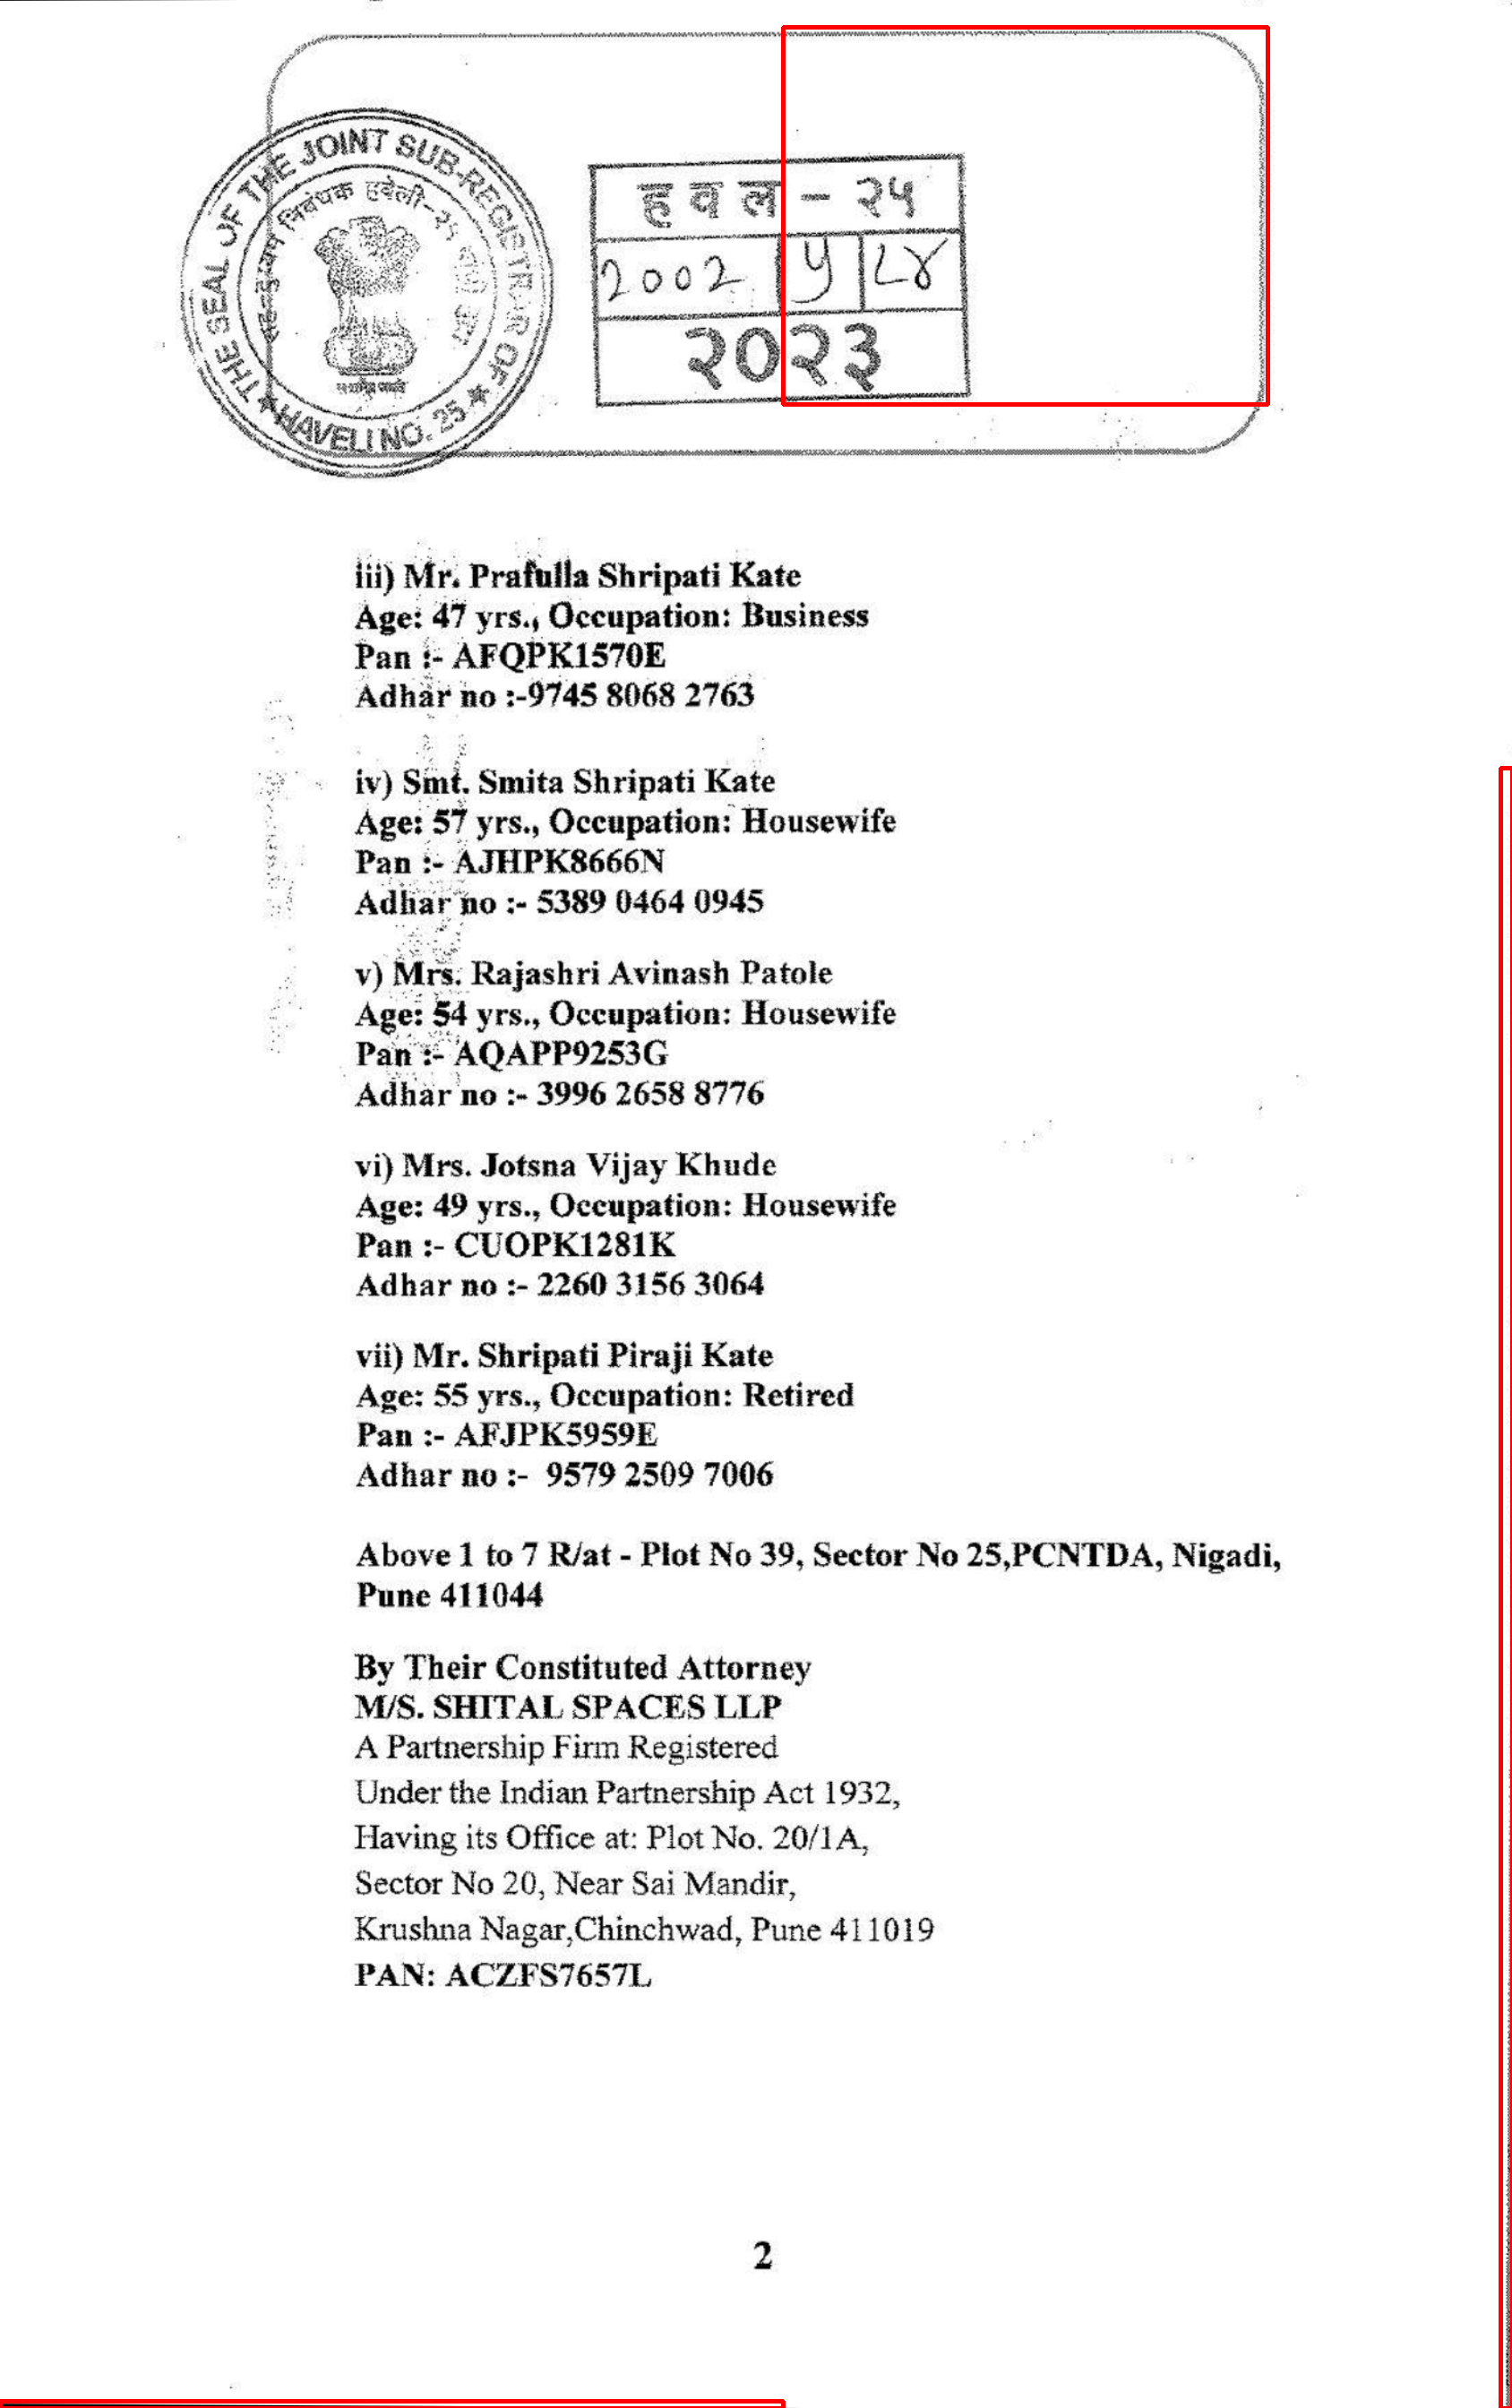 THE SEAL OF THE JOINT SUB-REGISTRAR OF
HAVELI NO. 25
हवल - २५
2002 | ५ | ८४
२०२३
iii) Mr. Prafulla Shripati Kate
Age: 47 yrs., Occupation: Business
Pan :- AFQPK1570E
Adhar no :-9745 8068 2763
iv) Smt. Smita Shripati Kate
Age: 57 yrs., Occupation: Housewife
Pan :- AJHPK8666N
Adhar no :- 5389 0464 0945
v) Mrs. Rajashri Avinash Patole
Age: 54 yrs., Occupation: Housewife
Pan :- AQAPP9253G
Adhar no :- 3996 2658 8776
vi) Mrs. Jotsna Vijay Khude
Age: 49 yrs., Occupation: Housewife
Pan :- CUOPK1281K
Adhar no :- 2260 3156 3064
vii) Mr. Shripati Piraji Kate
Age: 55 yrs., Occupation: Retired
Pan :- AFJPK5959E
Adhar no :- 9579 2509 7006
Above 1 to 7 R/at - Plot No 39, Sector No 25,PCNTDA, Nigadi,
Pune 411044
By Their Constituted Attorney
M/S. SHITAL SPACES LLP
A Partnership Firm Registered
Under the Indian Partnership Act 1932,
Having its Office at: Plot No. 20/1A,
Sector No 20, Near Sai Mandir,
Krushna Nagar,Chinchwad, Pune 411019
PAN: ACZFS7657L
2